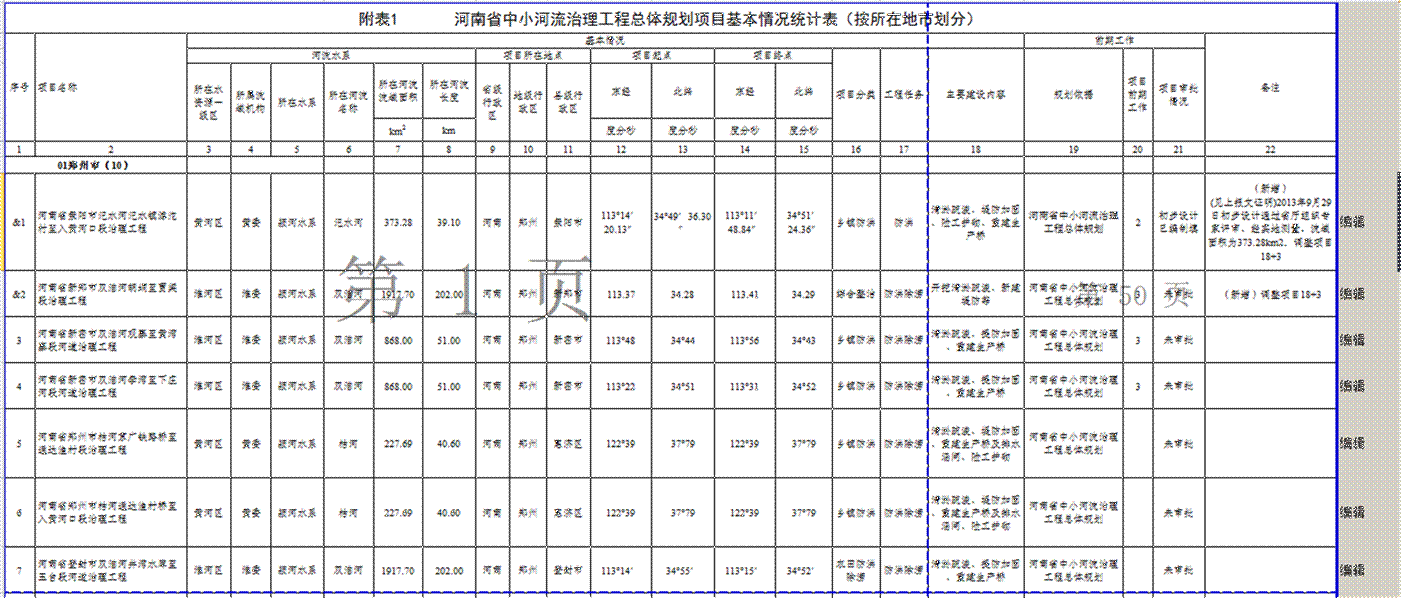 附表1 河南省中小河流治理工程总体规划项目基本情况统计表（按所在地市划分）
基本情况 前期工作
河流水系 项目所在地点 项目起点 项目终点
序号 项目名称 所在水资源一级区 所属流域机构 所在水系 所在河流名称 所在河流流域面积 所在河流长度 省级行政区 地级行政区 县级行政区 东经 北纬 东经 北纬 项目分类 工程任务 主要建设内容 规划依据 项目前期工作 项目审批情况 备注
km² km 度分秒 度分秒 度分秒 度分秒
1 2 3 4 5 6 7 8 9 10 11 12 13 14 15 16 17 18 19 20 21 22
01郑州市（10）
&1 河南省荥阳市汜水河汜水镇滹沱村至入黄河口段治理工程 黄河区 黄委 颍河水系 汜水河 373.28 39.10 河南 郑州 荥阳市 113°14′20.13″ 34°49′36.30″ 113°11′48.84″ 34°51′24.36″ 乡镇防洪 防洪 清淤疏浚、堤防加固、险工护砌、重建生产桥 河南省中小河流治理工程总体规划 2 初步设计已编制 （新增）(见上报文证明)2013年9月29日初步设计通过省厅组织专家评审，经实地测量，流域面积为373.28km2，调整项目18+3
&2 河南省新郑市双洎河 段治理工程 淮河区 淮委 颍河水系 双洎河 1917.70 202.00 河南 郑州 新郑市 113.37 34.28 113.41 34.29 综合整治 防洪除涝 开挖清淤疏浚、新建堤防等 河南省中小河流治理工程总体规划 3 未审批 （新增）调整项目18+3
3 河南省新密市双洎河观寨至黄湾寨段河道治理工程 淮河区 淮委 颍河水系 双洎河 868.00 51.00 河南 郑州 新密市 113°48 34°44 113°56 34°43 乡镇防洪 防洪除涝 清淤疏浚、堤防加固、重建生产桥 河南省中小河流治理工程总体规划 3 未审批
4 河南省新密市双洎河李湾至下庄河段河道治理工程 淮河区 淮委 颍河水系 双洎河 868.00 51.00 河南 郑州 新密市 113°22 34°51 113°31 34°52 乡镇防洪 防洪除涝 清淤疏浚、堤防加固、重建生产桥 河南省中小河流治理工程总体规划 3 未审批
5 河南省郑州市枯河京广铁路桥至通达渔村段治理工程 黄河区 黄委 颍河水系 枯河 227.69 40.60 河南 郑州 惠济区 122°39 37°79 122°39 37°79 乡镇防洪 防洪除涝 清淤疏浚、堤防加固、重建生产桥及排水涵闸、险工护砌 河南省中小河流治理工程总体规划 未审批
6 河南省郑州市枯河通达渔村桥至入黄河口段治理工程 黄河区 黄委 颍河水系 枯河 227.69 40.60 河南 郑州 惠济区 122°39 37°79 122°39 37°79 乡镇防洪 防洪除涝 清淤疏浚、堤防加固、重建生产桥及排水涵闸、险工护砌 河南省中小河流治理工程总体规划 未审批
7 河南省登封市双洎河井湾水库至王台段河道治理工程 淮河区 淮委 颍河水系 双洎河 1917.70 202.00 河南 郑州 登封市 113°14′ 34°55′ 113°15′ 34°52′ 农田防洪除涝 防洪除涝 清淤疏浚、堤防加固、重建生产桥 河南省中小河流治理工程总体规划 未审批
第 1 页
第 50 页